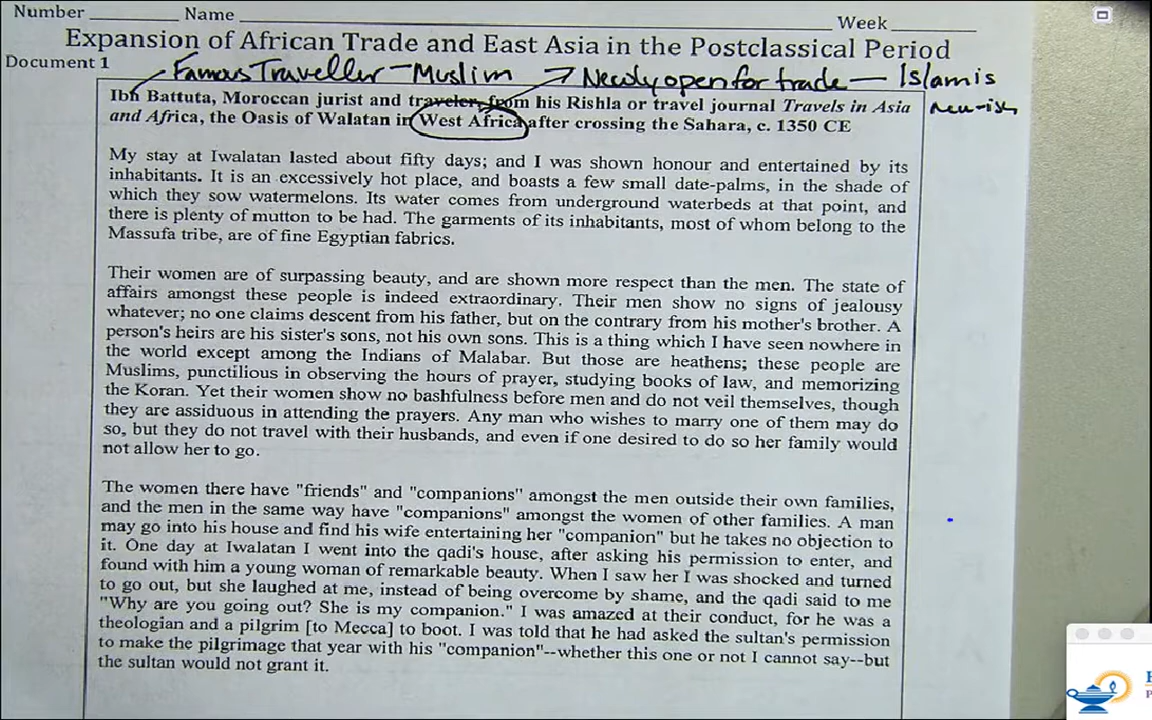 Number ________ Name ________ Week ________
Expansion of African Trade and East Asia in the Postclassical Period
Document 1
Famous Traveller - Muslim → Newly open for trade — Islam is
new-ish
Ibn Battuta, Moroccan jurist and traveler, from his Rishla or travel journal Travels in Asia
and Africa, the Oasis of Walatan in West Africa after crossing the Sahara, c. 1350 CE
My stay at Iwalatan lasted about fifty days; and I was shown honour and entertained by its
inhabitants. It is an excessively hot place, and boasts a few small date-palms, in the shade of
which they sow watermelons. Its water comes from underground waterbeds at that point, and
there is plenty of mutton to be had. The garments of its inhabitants, most of whom belong to the
Massufa tribe, are of fine Egyptian fabrics.
Their women are of surpassing beauty, and are shown more respect than the men. The state of
affairs amongst these people is indeed extraordinary. Their men show no signs of jealousy
whatever; no one claims descent from his father, but on the contrary from his mother's brother. A
person's heirs are his sister's sons, not his own sons. This is a thing which I have seen nowhere in
the world except among the Indians of Malabar. But those are heathens; these people are
Muslims, punctilious in observing the hours of prayer, studying books of law, and memorizing
the Koran. Yet their women show no bashfulness before men and do not veil themselves, though
they are assiduous in attending the prayers. Any man who wishes to marry one of them may do
so, but they do not travel with their husbands, and even if one desired to do so her family would
not allow her to go.
The women there have "friends" and "companions" amongst the men outside their own families,
and the men in the same way have "companions" amongst the women of other families. A man
may go into his house and find his wife entertaining her "companion" but he takes no objection to
it. One day at Iwalatan I went into the qadi's house, after asking his permission to enter, and
found with him a young woman of remarkable beauty. When I saw her I was shocked and turned
to go out, but she laughed at me, instead of being overcome by shame, and the qadi said to me
"Why are you going out? She is my companion." I was amazed at their conduct, for he was a
theologian and a pilgrim [to Mecca] to boot. I was told that he had asked the sultan's permission
to make the pilgrimage that year with his "companion"--whether this one or not I cannot say--but
the sultan would not grant it.